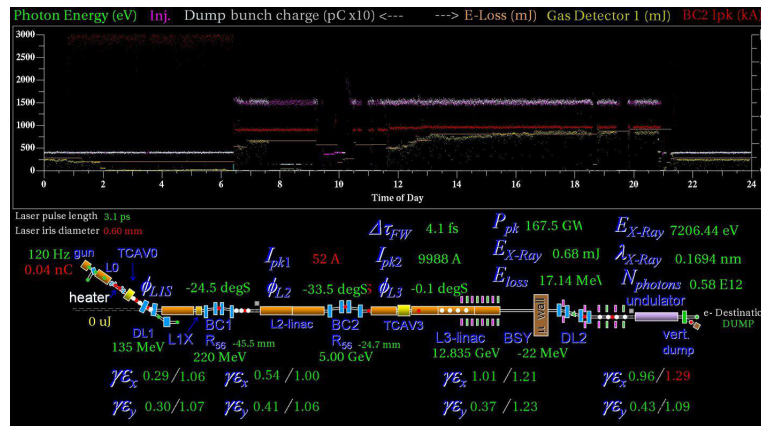 Photon Energy (eV) Inj. Dump bunch charge (pC x10) <--- ---> E-Loss (mJ) Gas Detector 1 (mJ) BC2 Ipk (kA)
3000
2500
2000
1500
1000
500
0
0 2 4 6 8 10 12 14 16 18 20 22 24
Time of Day
Laser pulse length 3.1 ps
Laser iris diameter 0.60 mm
ΔτFW 4.1 fs Ppk 167.5 GW EX-Ray 7206.44 eV
120 Hz gun TCAV0 Ipk1 52 A Ipk2 9988 A EX-Ray 0.68 mJ λX-Ray 0.1694 nm
0.04 nC L0
heater ϕL1S -24.5 degS ϕL2 -33.5 degS ϕL3 -0.1 degS Eloss 17.14 MeV Nphotons 0.58 E12
undulator
μ wall
0 uJ DL1 L1X BC1 L2-linac BC2 TCAV3 L3-linac BSY DL2 vert. dump e- Destination DUMP
R56 -45.5 mm R56 -24.7 mm
135 MeV 220 MeV 5.00 GeV 12.835 GeV -22 MeV
γεx 0.29/1.06 γεx 0.54/1.00 γεx 1.01/1.21 γεx 0.96/1.29
γεy 0.30/1.07 γεy 0.41/1.06 γεy 0.37/1.23 γεy 0.43/1.09